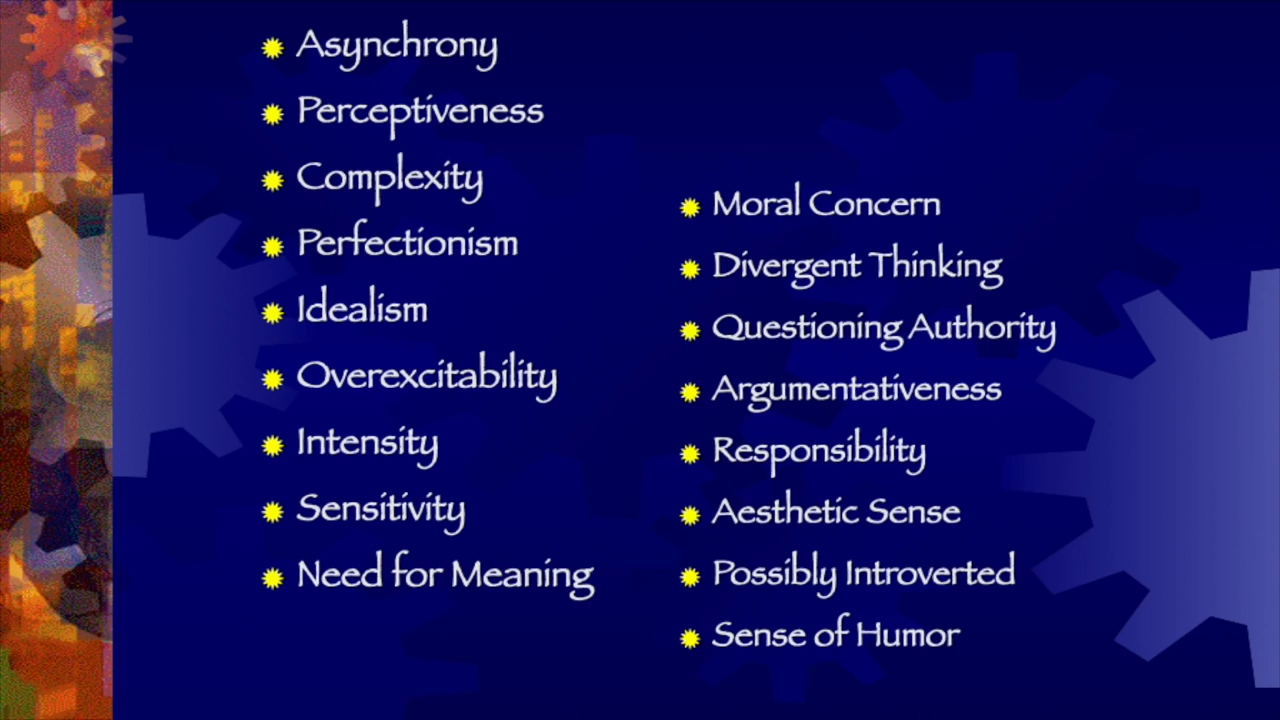 Asynchrony
Perceptiveness
Complexity
Perfectionism
Idealism
Overexcitability
Intensity
Sensitivity
Need for Meaning
Moral Concern
Divergent Thinking
Questioning Authority
Argumentativeness
Responsibility
Aesthetic Sense
Possibly Introverted
Sense of Humor